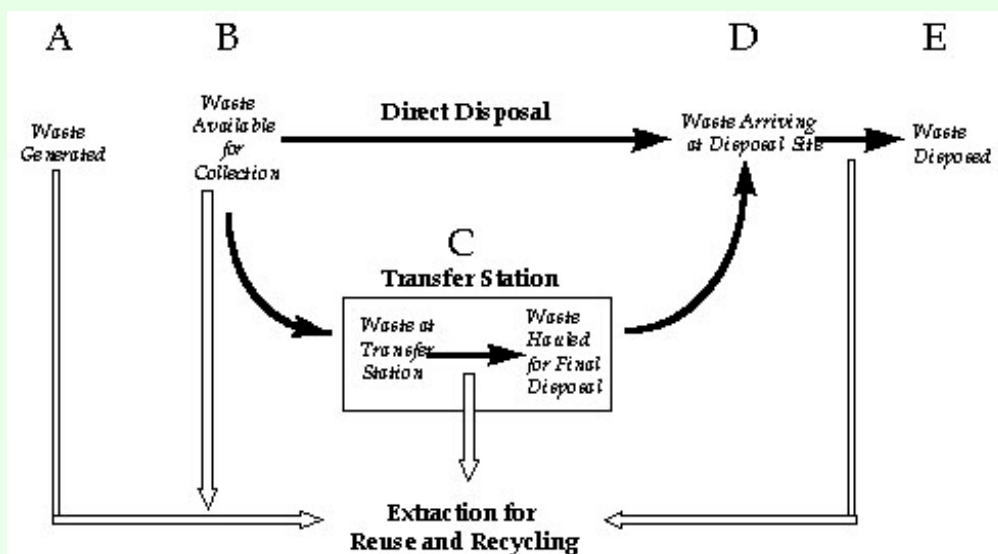 A
B
D
E
Waste
Generated
Waste
Available
for
Collection
Direct Disposal
Waste Arriving
at Disposal Site
Waste
Disposed
C
Transfer Station
Waste at
Transfer
Station
Waste
Hauled
for Final
Disposal
Extraction for
Reuse and Recycling